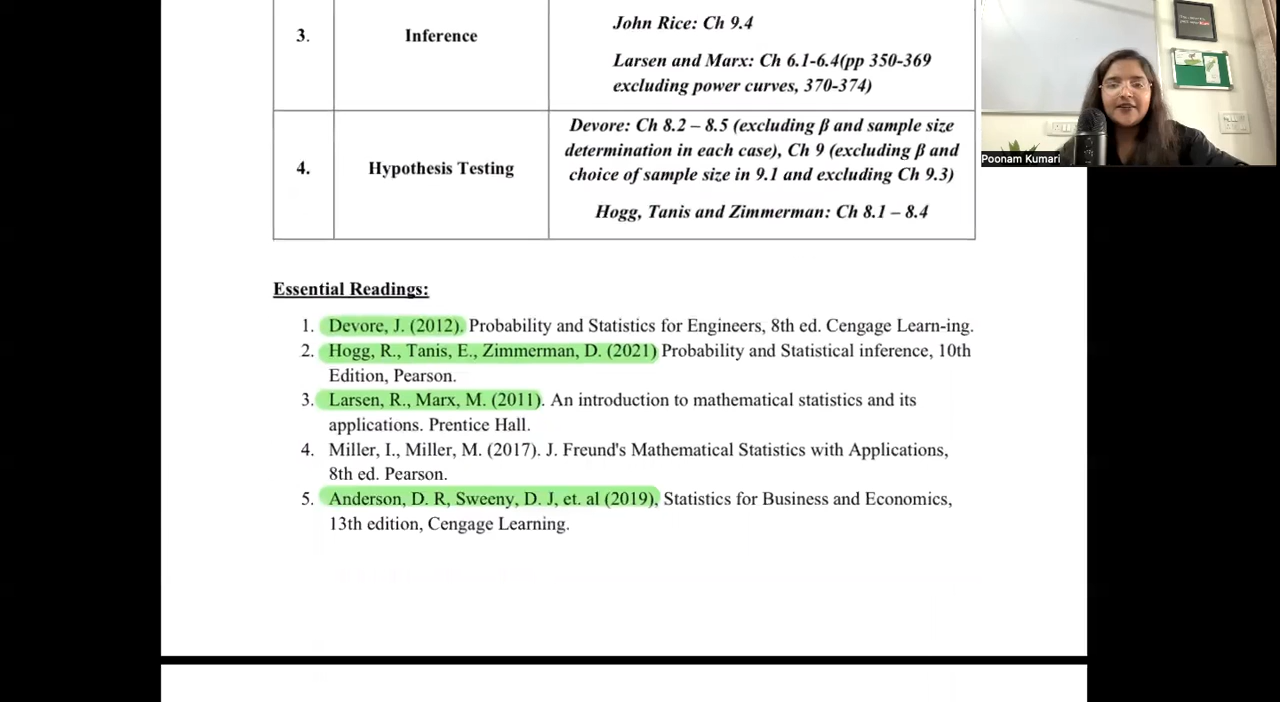 3.
Inference
John Rice: Ch 9.4
Larsen and Marx: Ch 6.1-6.4(pp 350-369
excluding power curves, 370-374)
4.
Hypothesis Testing
Devore: Ch 8.2 – 8.5 (excluding β and sample size
determination in each case), Ch 9 (excluding β and
choice of sample size in 9.1 and excluding Ch 9.3)
Hogg, Tanis and Zimmerman: Ch 8.1 – 8.4
Essential Readings:
1. Devore, J. (2012). Probability and Statistics for Engineers, 8th ed. Cengage Learn-ing.
2. Hogg, R., Tanis, E., Zimmerman, D. (2021) Probability and Statistical inference, 10th
Edition, Pearson.
3. Larsen, R., Marx, M. (2011). An introduction to mathematical statistics and its
applications. Prentice Hall.
4. Miller, I., Miller, M. (2017). J. Freund's Mathematical Statistics with Applications,
8th ed. Pearson.
5. Anderson, D. R, Sweeny, D. J, et. al (2019), Statistics for Business and Economics,
13th edition, Cengage Learning.
Poonam Kumari